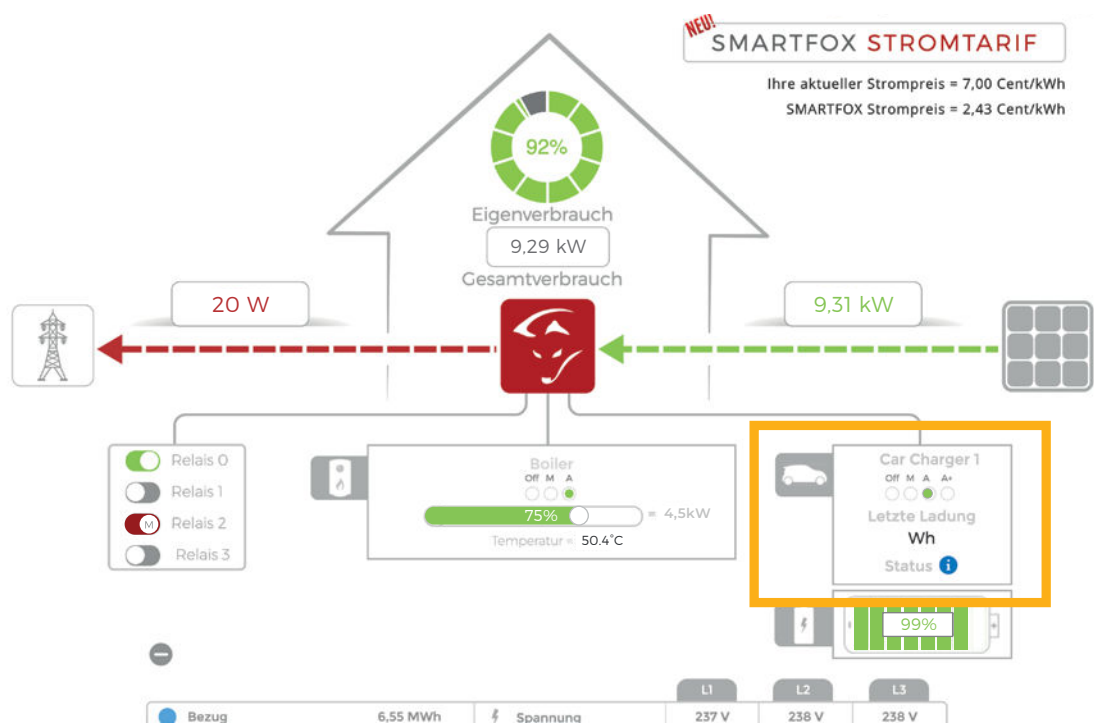 NEU!
SMARTFOX STROMTARIF
Ihre aktueller Strompreis = 7,00 Cent/kWh
SMARTFOX Strompreis = 2,43 Cent/kWh
92%
Eigenverbrauch
9,29 kW
Gesamtverbrauch
20 W
9,31 kW
Relais 0
Relais 1
M Relais 2
Relais 3
Boiler
Off M A
75% = 4,5kW
Temperatur = 50.4°C
Car Charger 1
Off M A A+
Letzte Ladung
Wh
Status i
99%
L1 L2 L3
Bezug 6,55 MWh Spannung 237 V 238 V 238 V